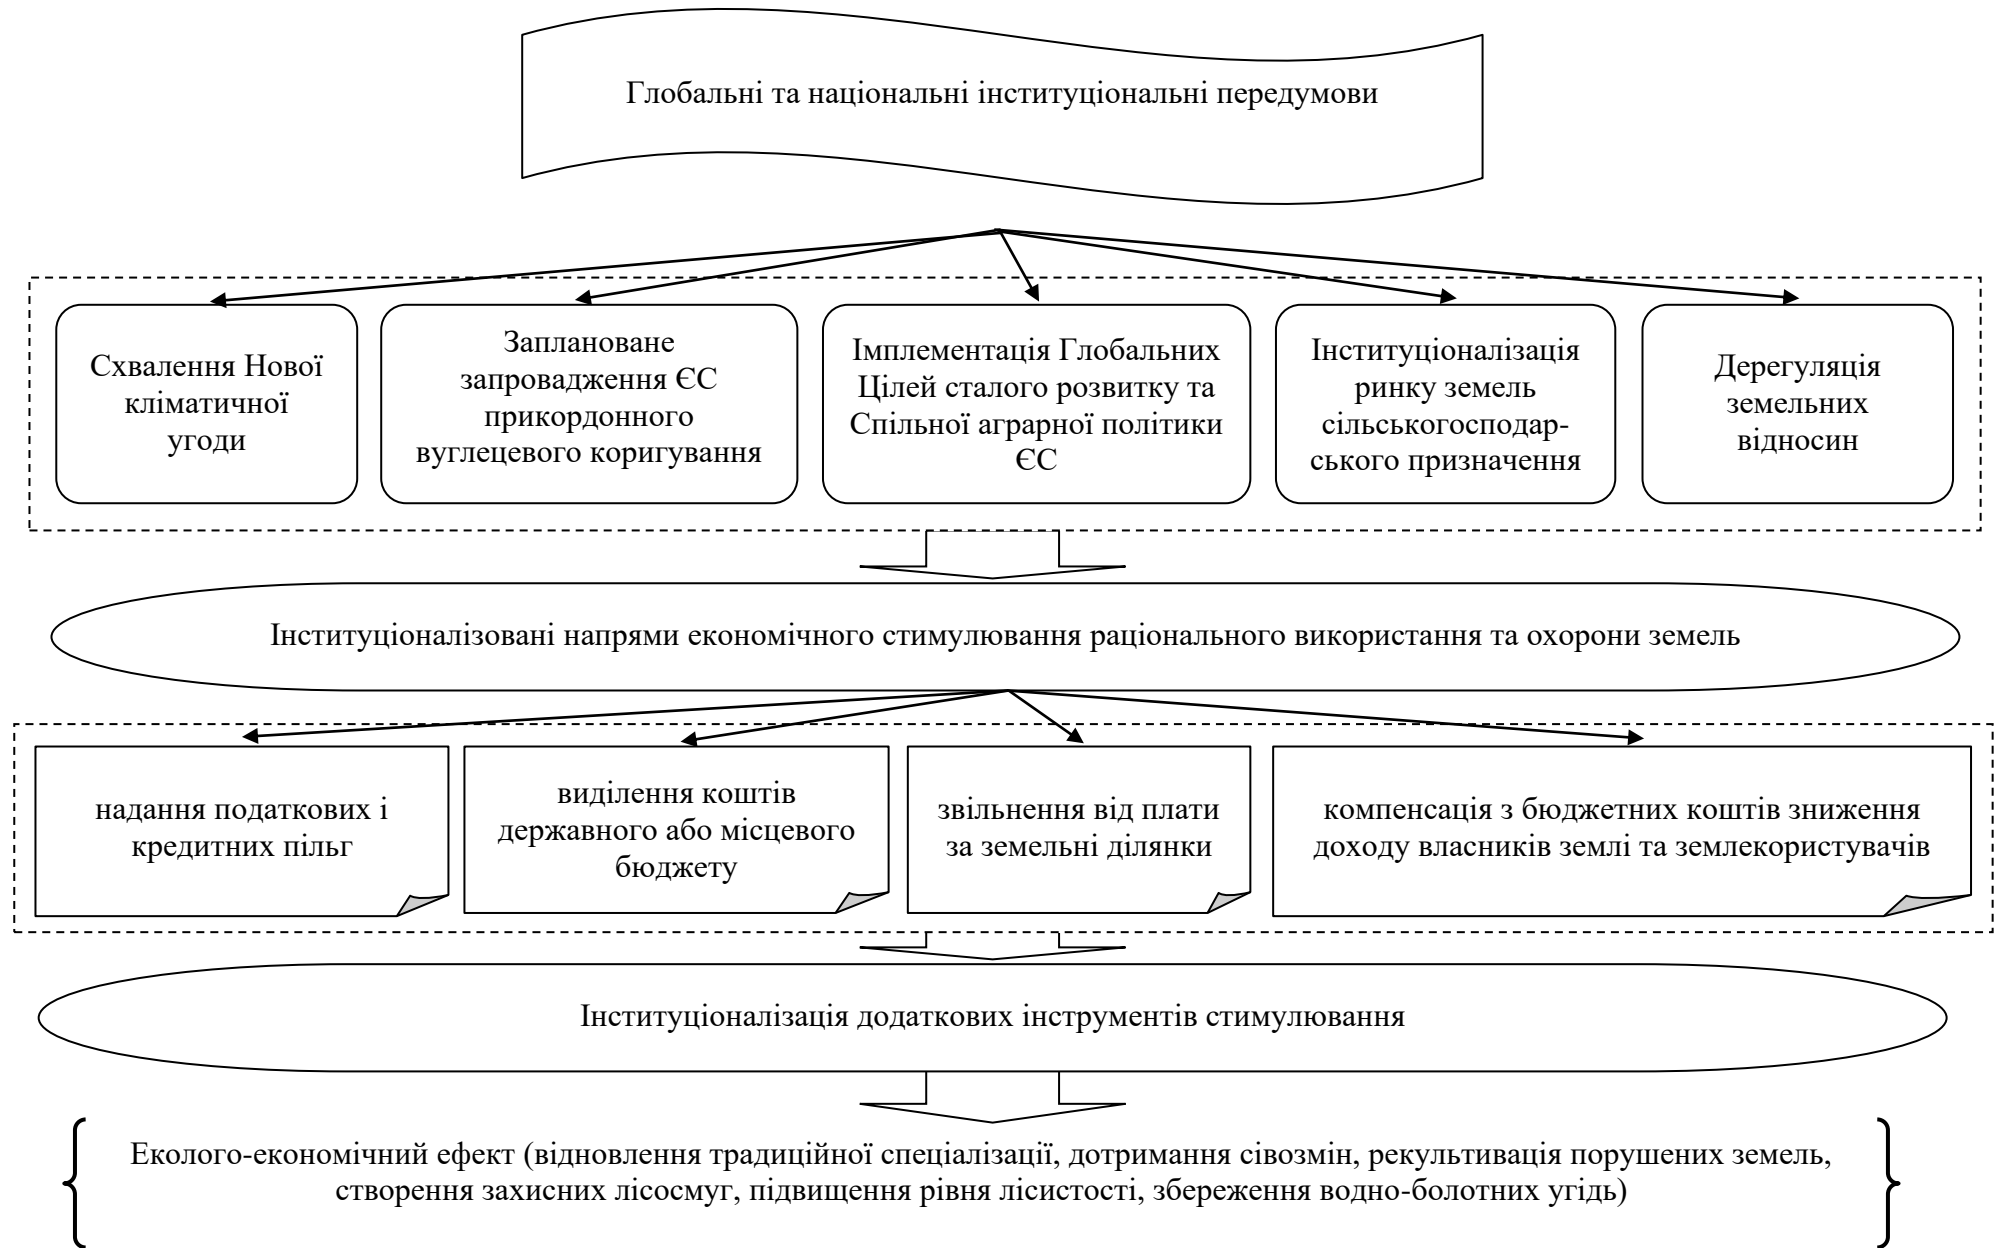 Глобальні та національні інституціональні передумови
Схвалення Нової
кліматичної
угоди
Заплановане
запровадження ЄС
прикордонного
вуглецевого коригування
Імплементація Глобальних
Цілей сталого розвитку та
Спільної аграрної політики
ЄС
Інституціоналізація
ринку земель
сільськогосподар-
ського призначення
Дерегуляція
земельних
відносин
Інституціоналізовані напрями економічного стимулювання раціонального використання та охорони земель
надання податкових і
кредитних пільг
виділення коштів
державного або місцевого
бюджету
звільнення від плати
за земельні ділянки
компенсація з бюджетних коштів зниження
доходу власників землі та землекористувачів
Інституціоналізація додаткових інструментів стимулювання
Еколого-економічний ефект (відновлення традиційної спеціалізації, дотримання сівозмін, рекультивація порушених земель,
створення захисних лісосмуг, підвищення рівня лісистості, збереження водно-болотних угідь)